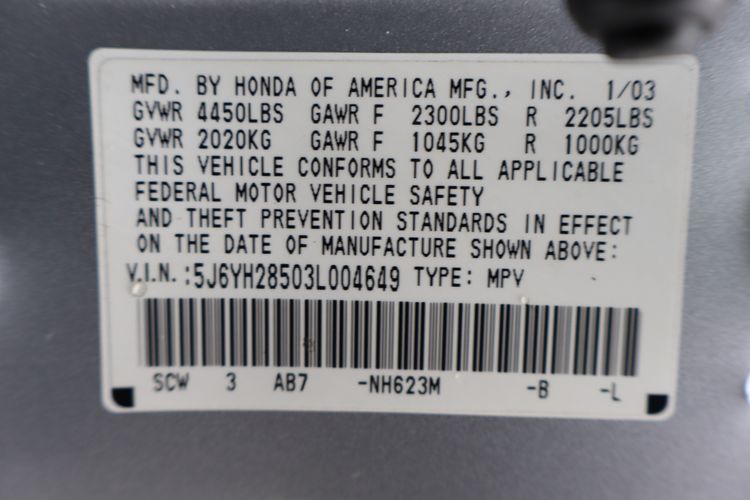 MFD. BY HONDA OF AMERICA MFG., INC. 1/03
GVWR 4450LBS GAWR F 2300LBS R 2205LBS
GVWR 2020KG GAWR F 1045KG R 1000KG
THIS VEHICLE CONFORMS TO ALL APPLICABLE
FEDERAL MOTOR VEHICLE SAFETY
AND THEFT PREVENTION STANDARDS IN EFFECT
ON THE DATE OF MANUFACTURE SHOWN ABOVE:
V.I.N.:5J6YH28503L004649 TYPE: MPV
SCW 3 AB7 -NH623M -B -L